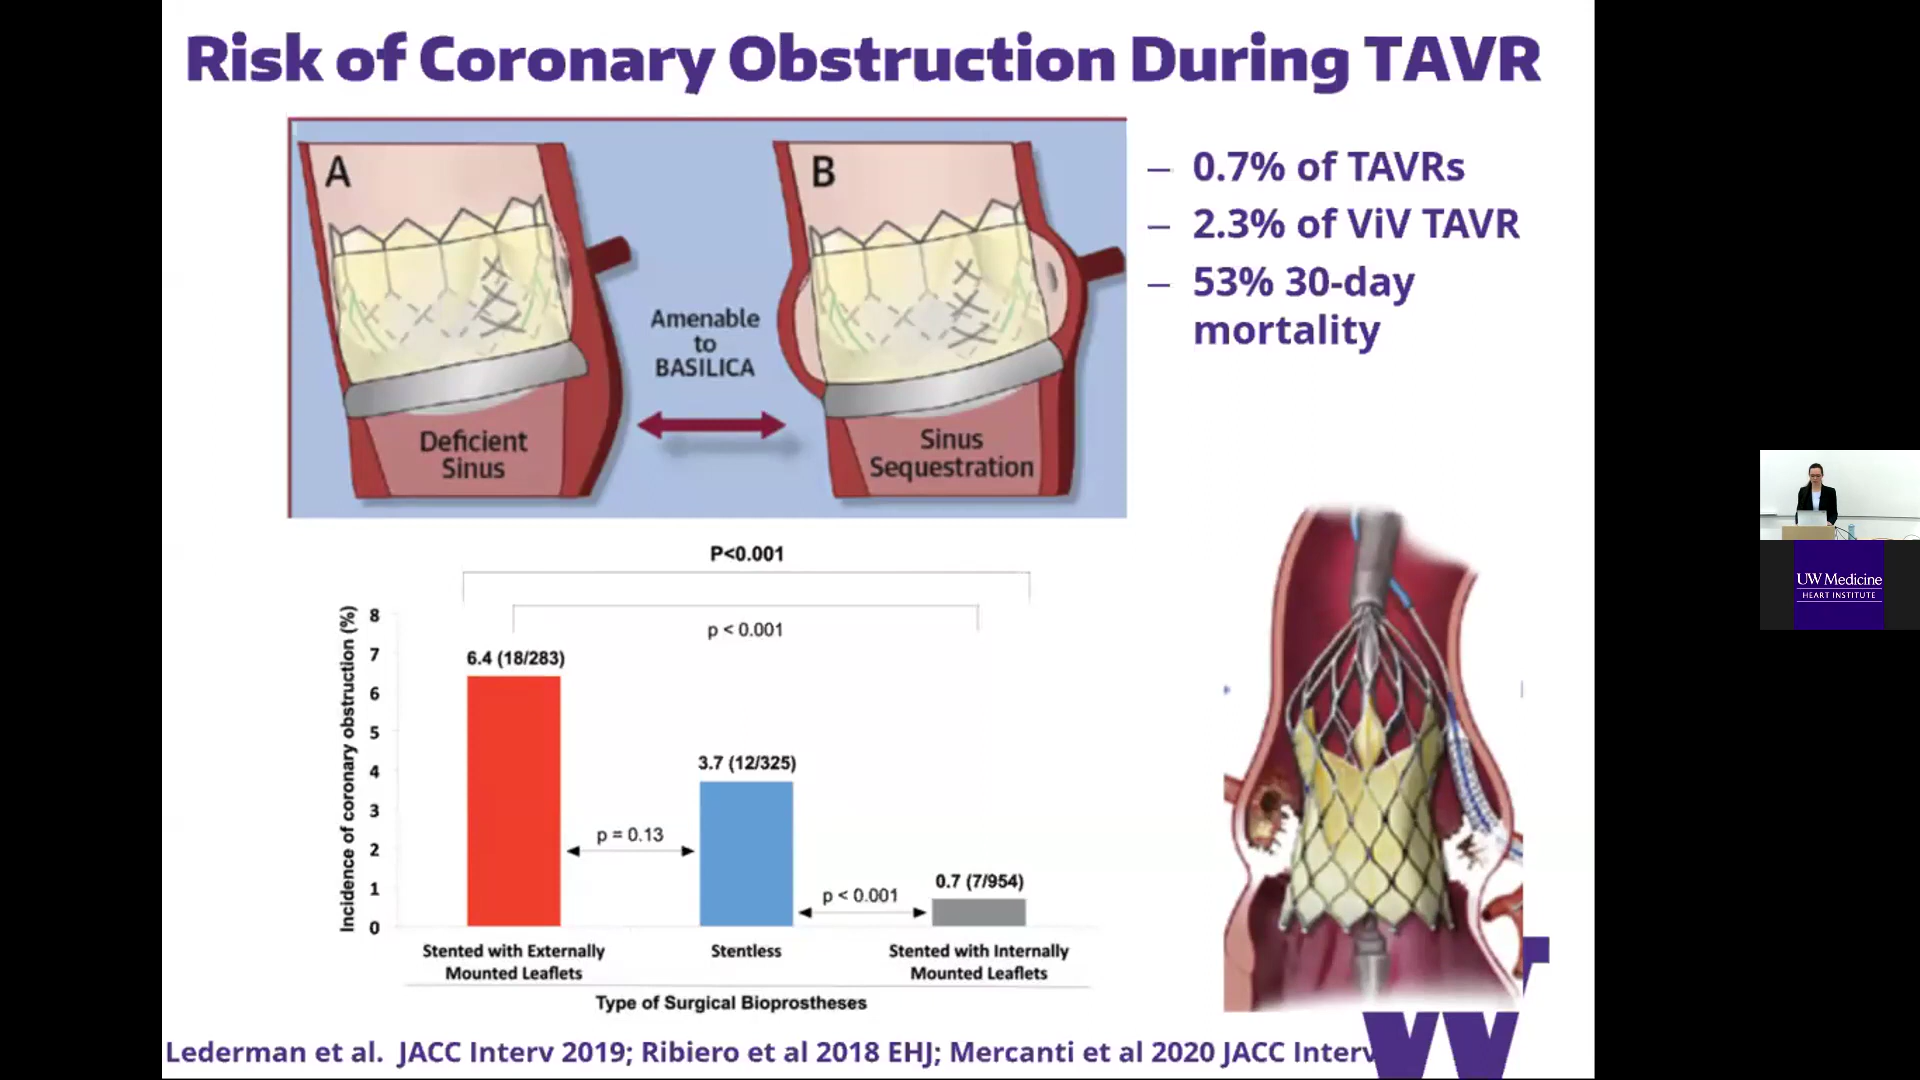 Risk of Coronary Obstruction During TAVR
A
B
Amenable
to
BASILICA
Deficient
Sinus
Sinus
Sequestration
– 0.7% of TAVRs
– 2.3% of ViV TAVR
– 53% 30-day
mortality
P<0.001
p < 0.001
Incidence of coronary obstruction (%)
8
7
6
5
4
3
2
1
0
6.4 (18/283)
p = 0.13
3.7 (12/325)
p < 0.001
0.7 (7/954)
Stented with Externally
Mounted Leaflets
Stentless
Stented with Internally
Mounted Leaflets
Type of Surgical Bioprostheses
Lederman et al. JACC Interv 2019; Ribiero et al 2018 EHJ; Mercanti et al 2020 JACC Interv
UW Medicine
HEART INSTITUTE